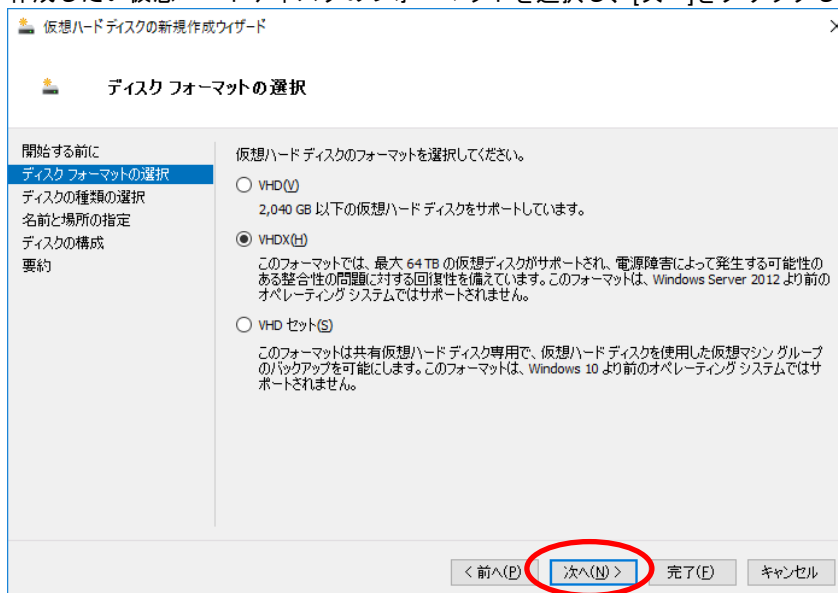 仮想ハード ディスクの新規作成ウィザード
ディスク フォーマットの選択
開始する前に
ディスク フォーマットの選択
ディスクの種類の選択
名前と場所の指定
ディスクの構成
要約
仮想ハード ディスクのフォーマットを選択してください。
VHD(V)
2,040 GB 以下の仮想ハード ディスクをサポートしています。
VHDX(H)
このフォーマットでは、最大 64 TB の仮想ディスクがサポートされ、電源障害によって発生する可能性の
ある整合性の問題に対する回復性を備えています。このフォーマットは、Windows Server 2012 より前の
オペレーティング システムではサポートされません。
VHD セット(S)
このフォーマットは共有仮想ハード ディスク専用で、仮想ハード ディスクを使用した仮想マシン グループ
のバックアップを可能にします。このフォーマットは、Windows 10 より前のオペレーティング システムではサ
ポートされません。
< 前へ(P)
次へ(N) >
完了(F)
キャンセル